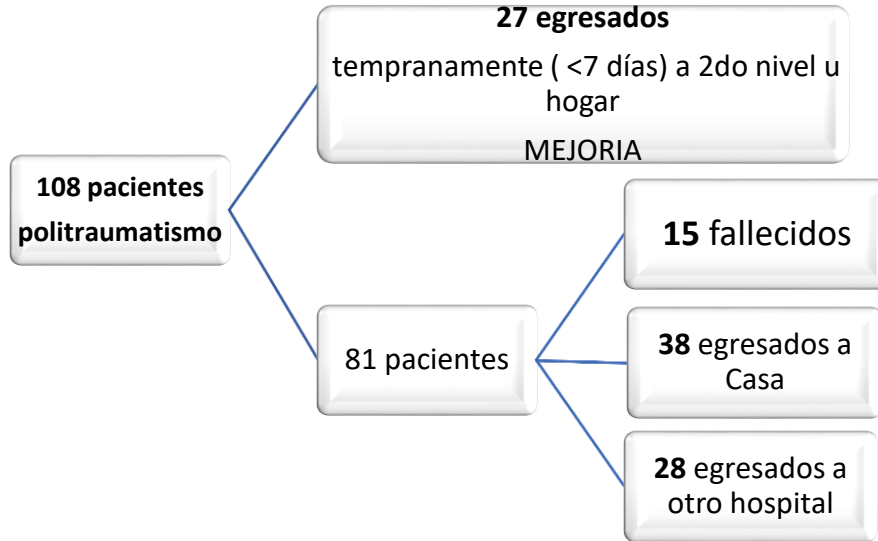 27 egresados
tempranamente ( <7 días) a 2do nivel u
hogar
MEJORIA
108 pacientes
politraumatismo
81 pacientes
15 fallecidos
38 egresados a
Casa
28 egresados a
otro hospital